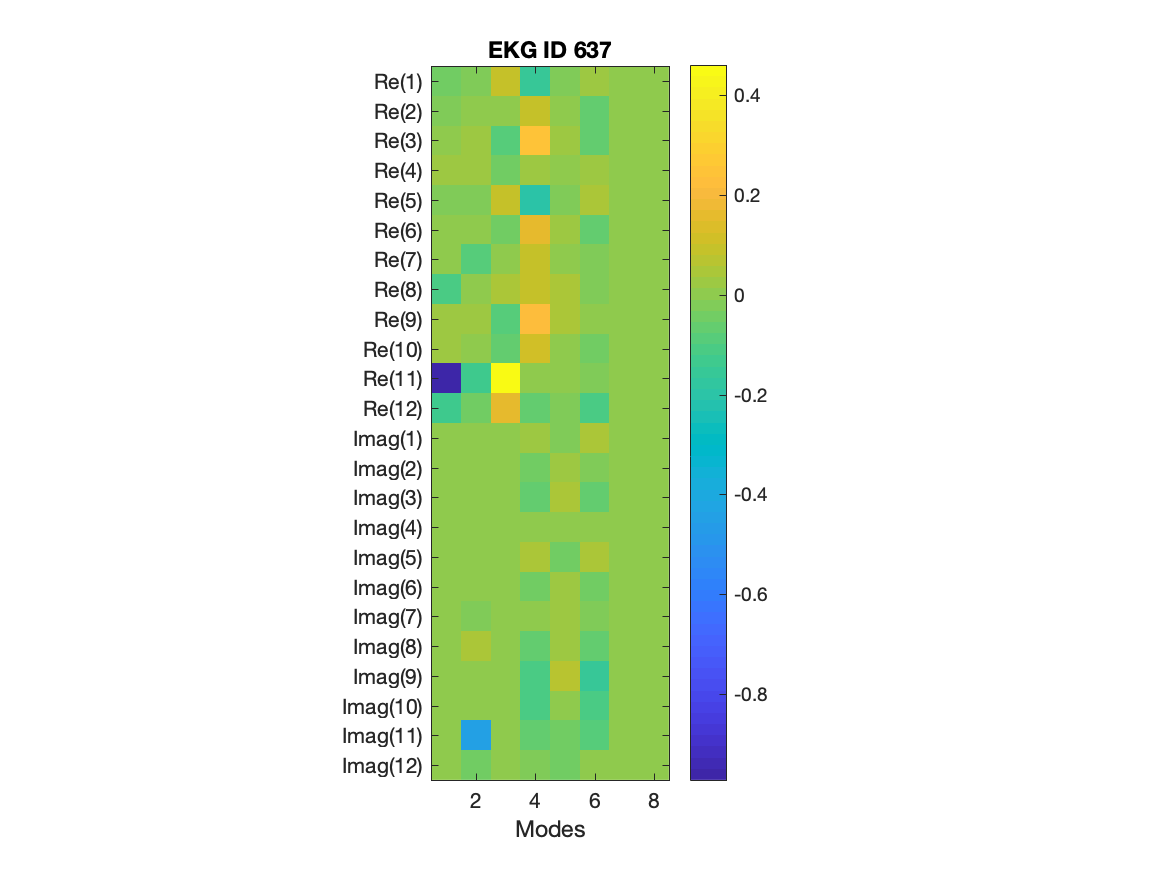 EKG ID 637
Re(1)
Re(2)
Re(3)
Re(4)
Re(5)
Re(6)
Re(7)
Re(8)
Re(9)
Re(10)
Re(11)
Re(12)
Imag(1)
Imag(2)
Imag(3)
Imag(4)
Imag(5)
Imag(6)
Imag(7)
Imag(8)
Imag(9)
Imag(10)
Imag(11)
Imag(12)
2 4 6 8
Modes
0.4
0.2
0
-0.2
-0.4
-0.6
-0.8